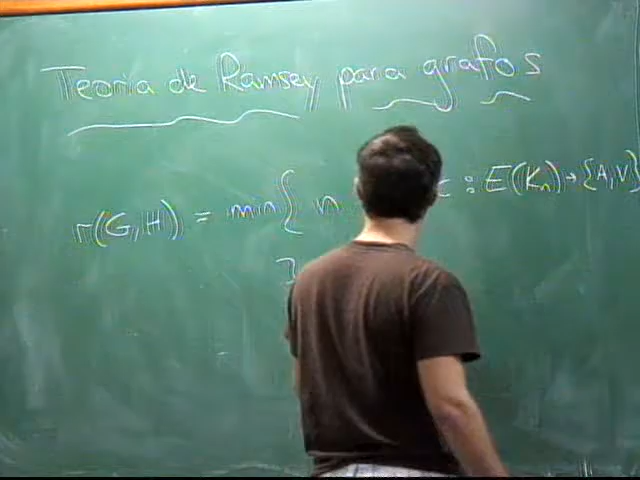 Teoria de Ramsey para grafos
r(G,H) = min{ n c : E(Kn) → {A,V}
∃